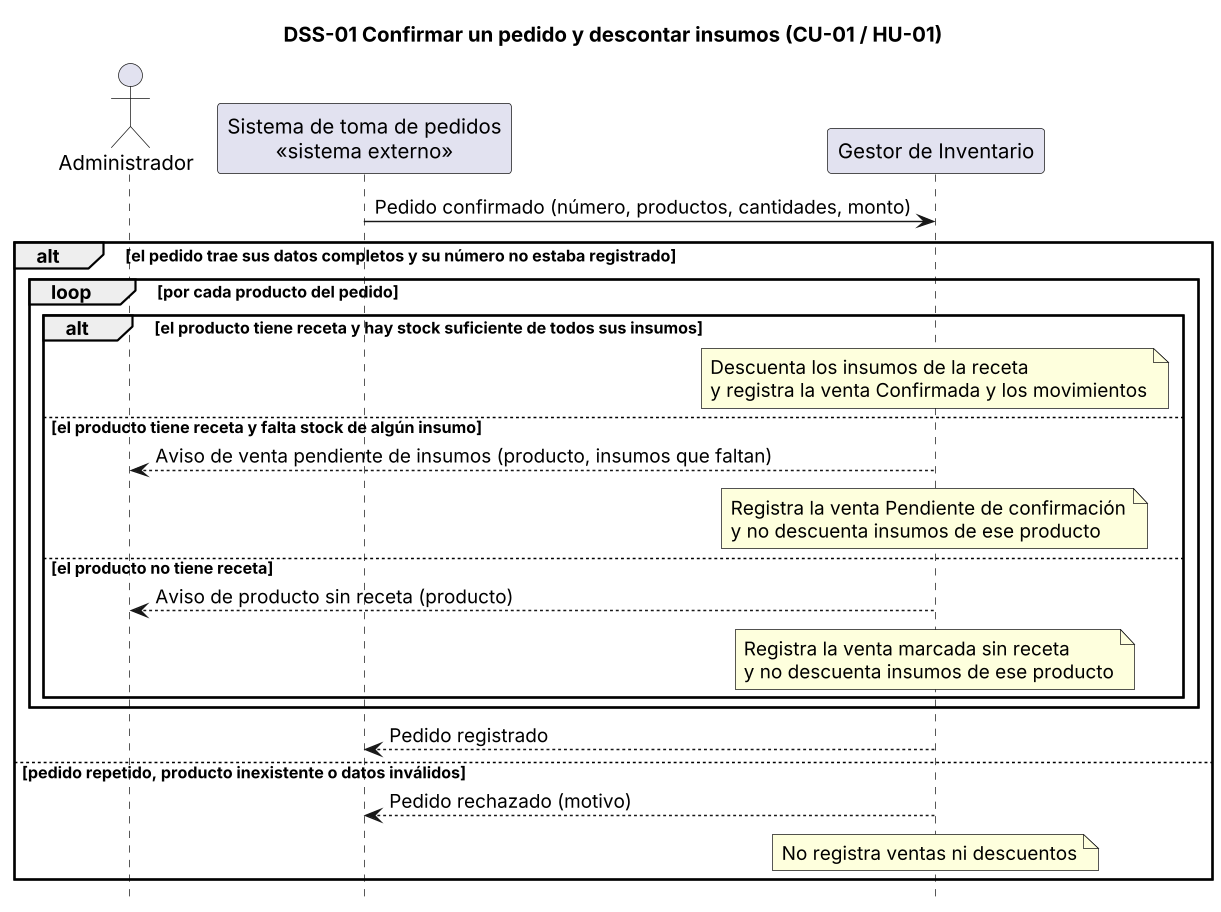 DSS-01 Confirmar un pedido y descontar insumos (CU-01 / HU-01)
Administrador
Sistema de toma de pedidos
«sistema externo»
Gestor de Inventario
Pedido confirmado (número, productos, cantidades, monto)
alt [el pedido trae sus datos completos y su número no estaba registrado]
loop [por cada producto del pedido]
alt [el producto tiene receta y hay stock suficiente de todos sus insumos]
Descuenta los insumos de la receta
y registra la venta Confirmada y los movimientos
[el producto tiene receta y falta stock de algún insumo]
Aviso de venta pendiente de insumos (producto, insumos que faltan)
Registra la venta Pendiente de confirmación
y no descuenta insumos de ese producto
[el producto no tiene receta]
Aviso de producto sin receta (producto)
Registra la venta marcada sin receta
y no descuenta insumos de ese producto
Pedido registrado
[pedido repetido, producto inexistente o datos inválidos]
Pedido rechazado (motivo)
No registra ventas ni descuentos